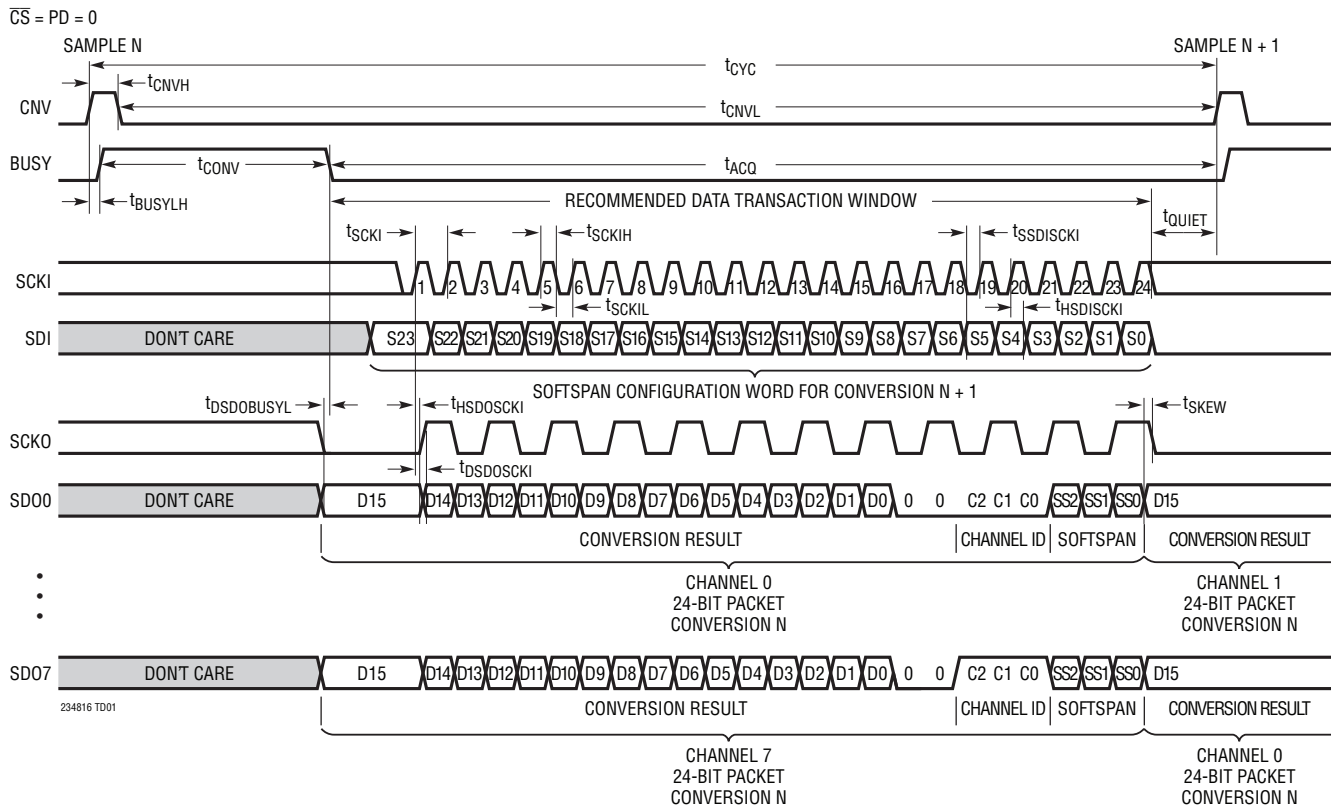 CS = PD = 0
SAMPLE N
SAMPLE N + 1
tCYC
tCNVH
CNV
tCNVL
BUSY
tCONV
tACQ
tBUSYLH
RECOMMENDED DATA TRANSACTION WINDOW
tQUIET
tSCKI
tSCKIH
tSSDISCKI
SCKI
1 2 3 4 5 6 7 8 9 10 11 12 13 14 15 16 17 18 19 20 21 22 23 24
tSCKIL
tHSDISCKI
SDI
DON'T CARE
S23 S22 S21 S20 S19 S18 S17 S16 S15 S14 S13 S12 S11 S10 S9 S8 S7 S6 S5 S4 S3 S2 S1 S0
SOFTSPAN CONFIGURATION WORD FOR CONVERSION N + 1
tDSDOBUSYL
tHSDOSCKI
tSKEW
SCKO
tDSDOSCKI
SDO0
DON'T CARE
D15 D14 D13 D12 D11 D10 D9 D8 D7 D6 D5 D4 D3 D2 D1 D0 0 0 C2 C1 C0 SS2 SS1 SS0 D15
CONVERSION RESULT
CHANNEL ID
SOFTSPAN
CONVERSION RESULT
CHANNEL 0
24-BIT PACKET
CONVERSION N
CHANNEL 1
24-BIT PACKET
CONVERSION N
SDO7
DON'T CARE
D15 D14 D13 D12 D11 D10 D9 D8 D7 D6 D5 D4 D3 D2 D1 D0 0 0 C2 C1 C0 SS2 SS1 SS0 D15
234816 TD01
CONVERSION RESULT
CHANNEL ID
SOFTSPAN
CONVERSION RESULT
CHANNEL 7
24-BIT PACKET
CONVERSION N
CHANNEL 0
24-BIT PACKET
CONVERSION N